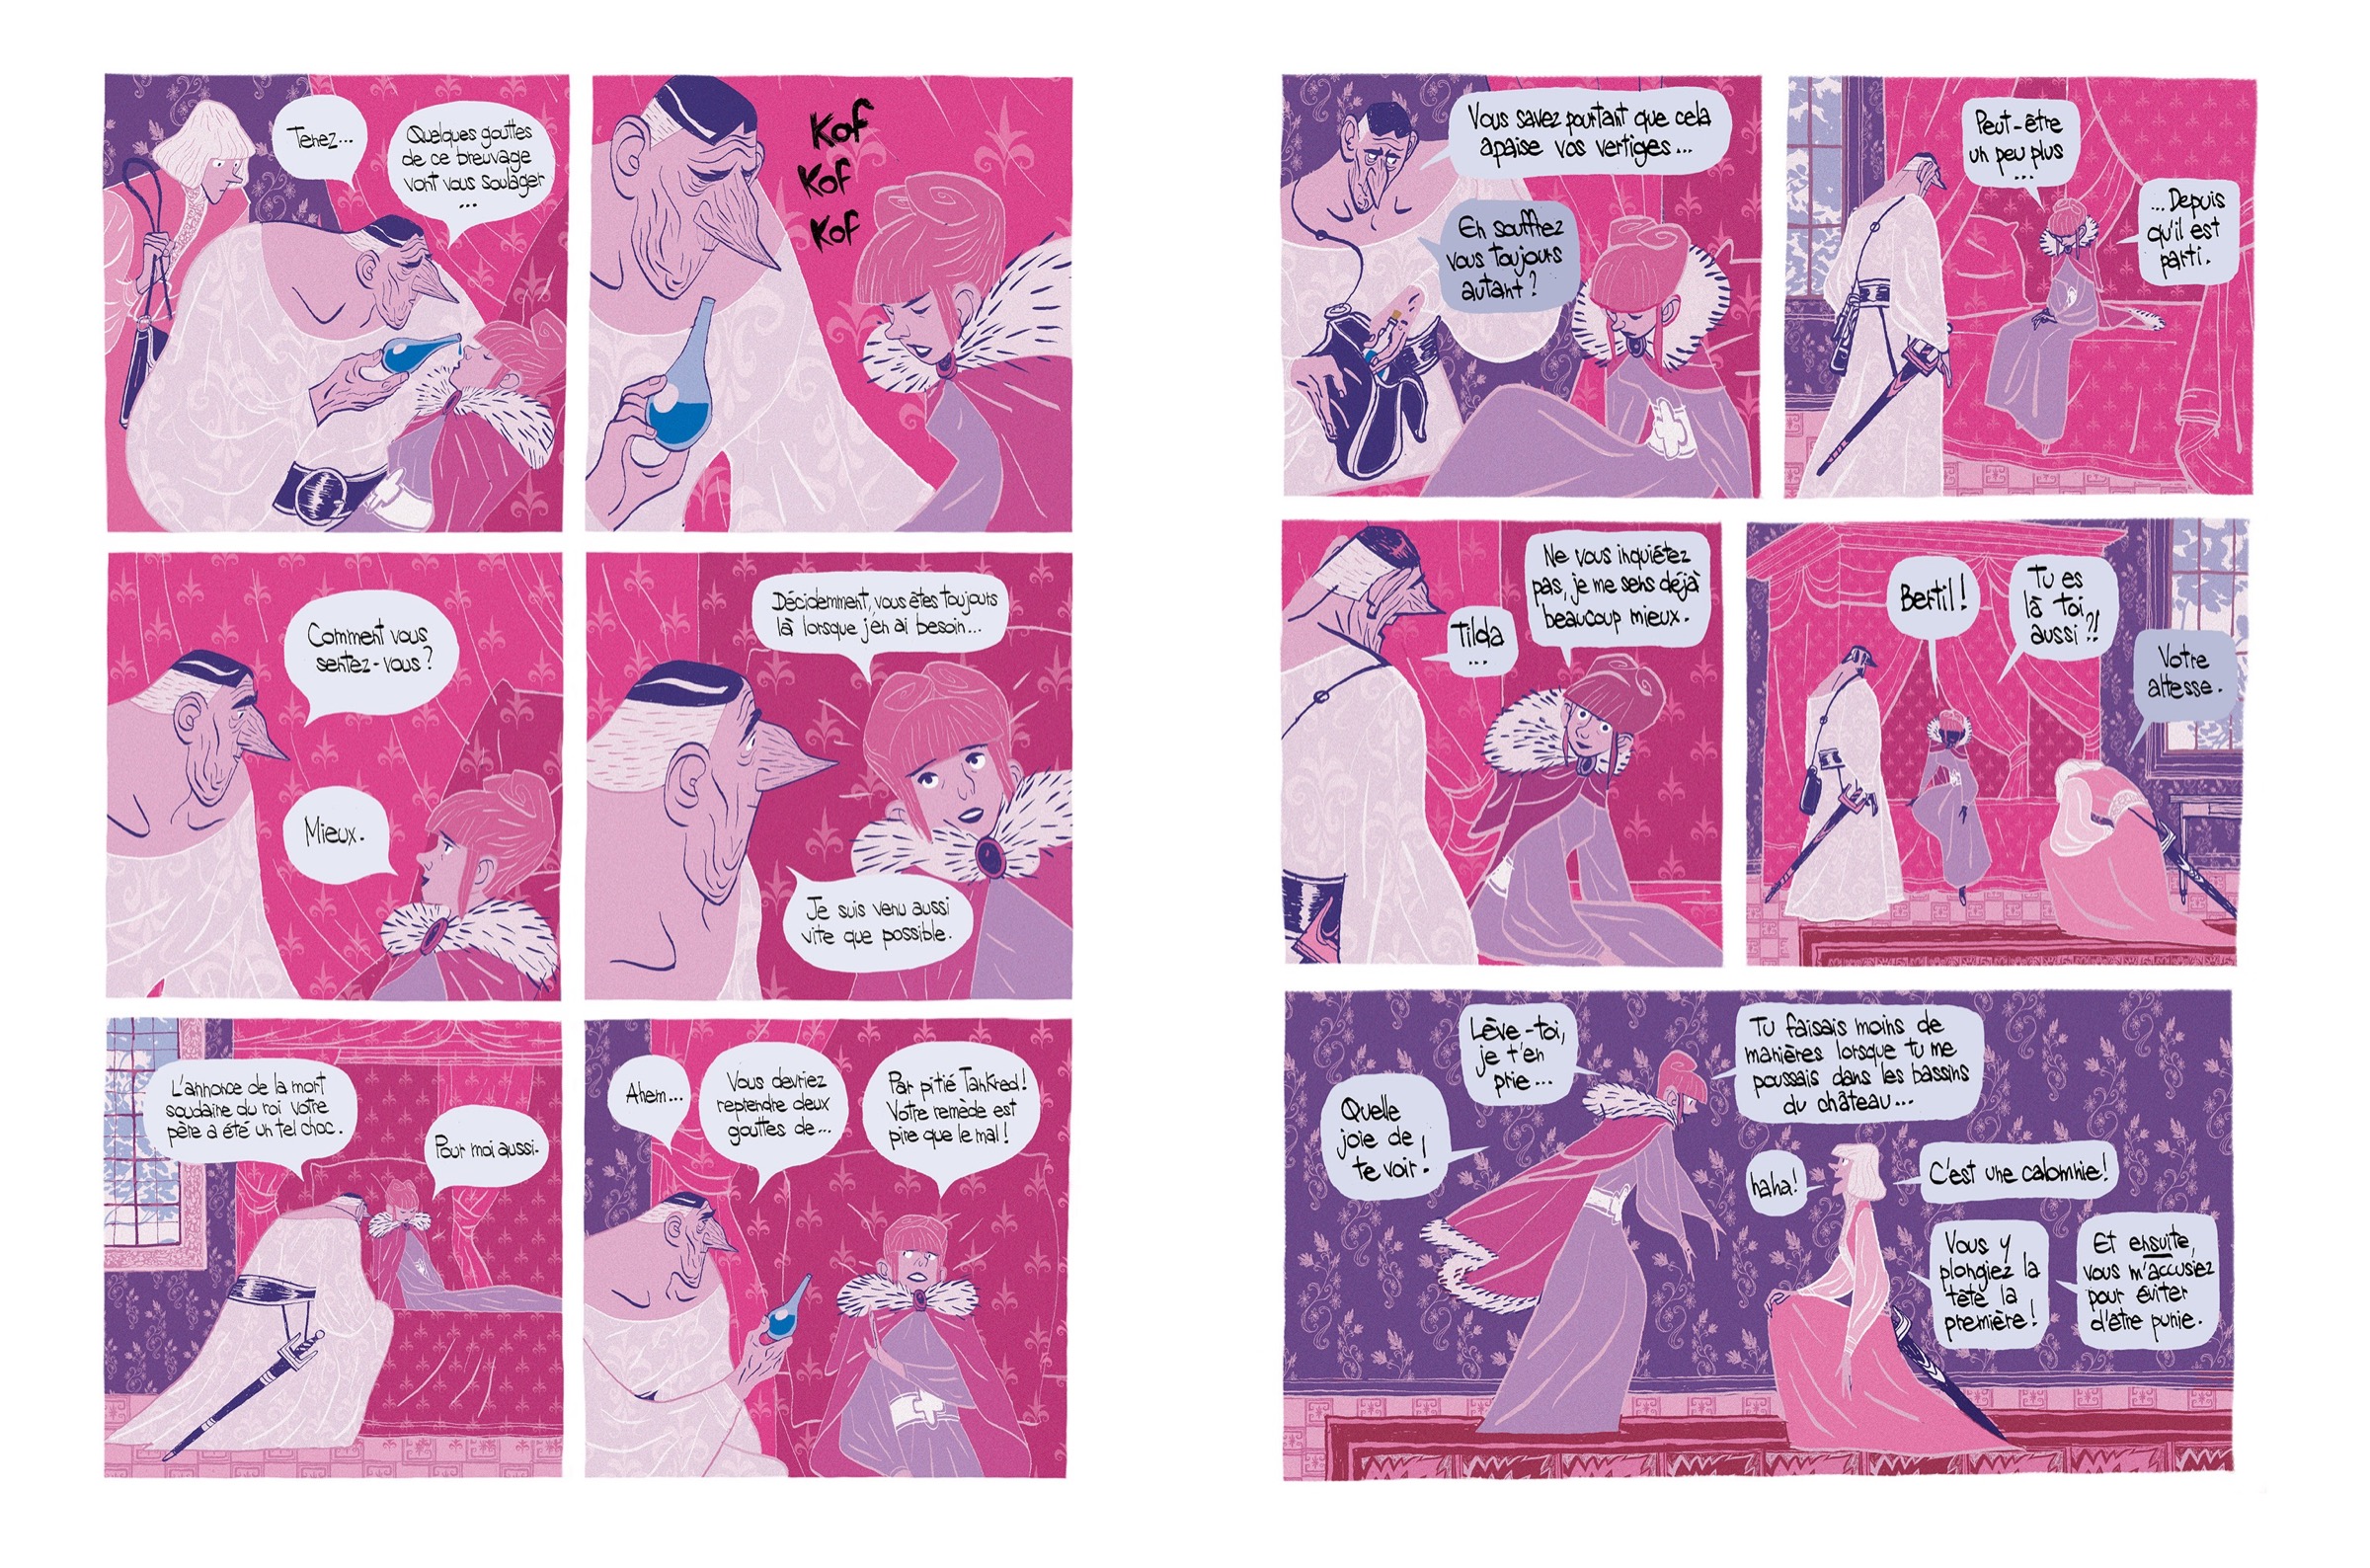 Tenez...
Quelques gouttes
de ce breuvage
vont vous soulager
...
Kof
Kof
Kof
Comment vous
sentez-vous ?
Mieux.
Décidemment, vous êtes toujours
là lorsque j'en ai besoin...
Je suis venu aussi
vite que possible.
L'annonce de la mort
soudaine du roi votre
père a été un tel choc.
Pour moi aussi.
Ahem...
Vous devriez
reprendre deux
gouttes de...
Par pitié Tankred !
Votre remède est
pire que le mal !
Vous savez pourtant que cela
apaise vos vertiges...
En souffrez
vous toujours
autant ?
Peut-être
un peu plus
...
...Depuis
qu'il est
parti.
Tilda
...
Ne vous inquiétez
pas, je me sens déjà
beaucoup mieux.
Bertil !
Tu es
là toi
aussi ?!
Votre
altesse.
Quelle
joie de
te voir !
Lève-toi,
je t'en
prie...
Tu faisais moins de
manières lorsque tu me
poussais dans les bassins
du château...
haha !
C'est une calomnie !
Vous y
plongiez la
tête la
première !
Et ensuite,
vous m'accusiez
pour éviter
d'être punie.